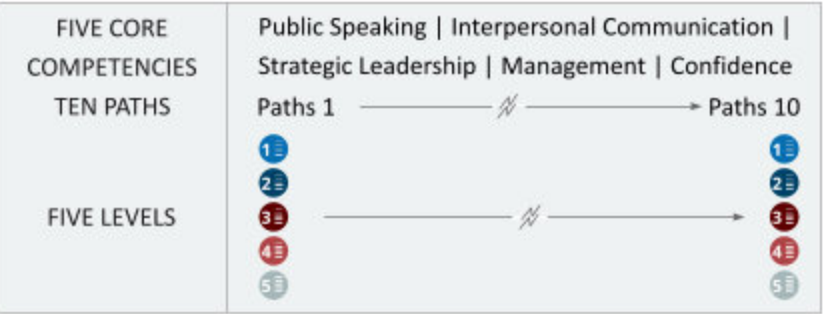 FIVE CORE
COMPETENCIES
Public Speaking | Interpersonal Communication |
Strategic Leadership | Management | Confidence
TEN PATHS
Paths 1
Paths 10
FIVE LEVELS
1
2
3
4
5
1
2
3
4
5